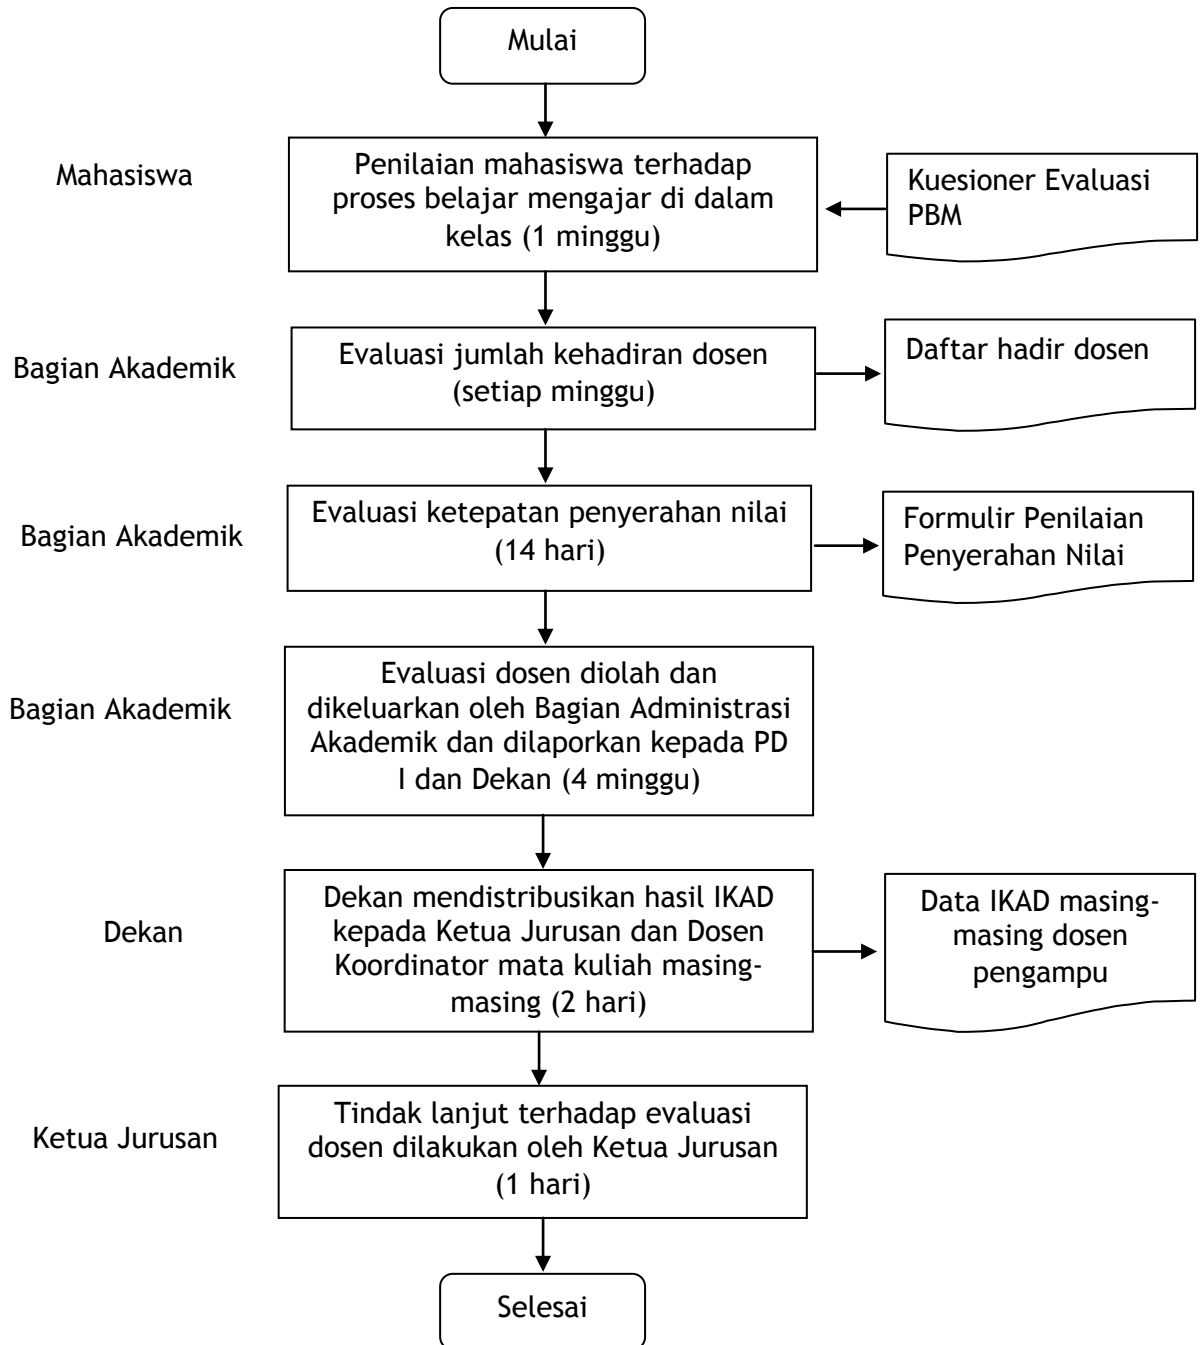 Mulai
Mahasiswa
Penilaian mahasiswa terhadap
proses belajar mengajar di dalam
kelas (1 minggu)
Kuesioner Evaluasi
PBM
Bagian Akademik
Evaluasi jumlah kehadiran dosen
(setiap minggu)
Daftar hadir dosen
Bagian Akademik
Evaluasi ketepatan penyerahan nilai
(14 hari)
Formulir Penilaian
Penyerahan Nilai
Bagian Akademik
Evaluasi dosen diolah dan
dikeluarkan oleh Bagian Administrasi
Akademik dan dilaporkan kepada PD
I dan Dekan (4 minggu)
Dekan
Dekan mendistribusikan hasil IKAD
kepada Ketua Jurusan dan Dosen
Koordinator mata kuliah masing-
masing (2 hari)
Data IKAD masing-
masing dosen
pengampu
Ketua Jurusan
Tindak lanjut terhadap evaluasi
dosen dilakukan oleh Ketua Jurusan
(1 hari)
Selesai